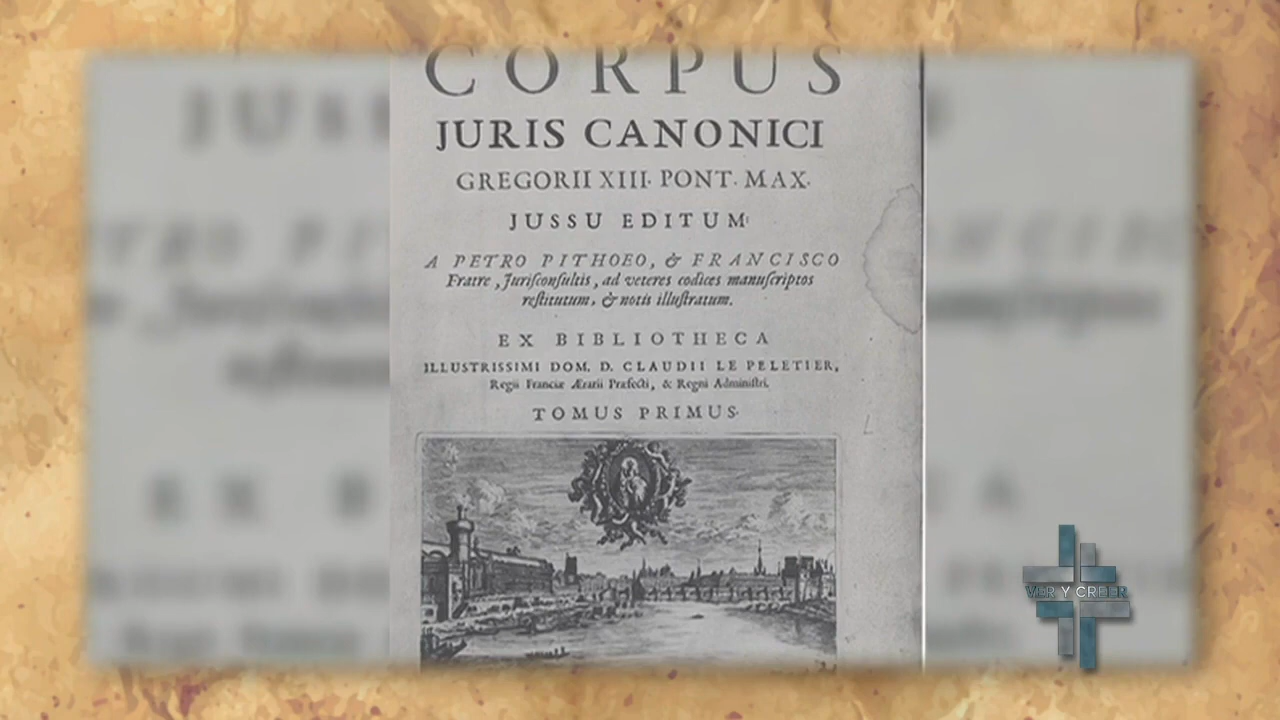 CORPUS
JURIS CANONICI
GREGORII XIII. PONT. MAX.
JUSSU EDITUM:
A PETRO PITHOEO, & FRANCISCO
Fratre, Juriſconſultis, ad veteres codices manuſcriptos
reſtitutum, & notis illuſtratum.
EX BIBLIOTHECA
ILLUSTRISSIMI DOM. D. CLAUDII LE PELETIER,
Regii Franciæ Ærarii Præfecti, & Regni Adminiſtri.
TOMUS PRIMUS.
VER Y CREER